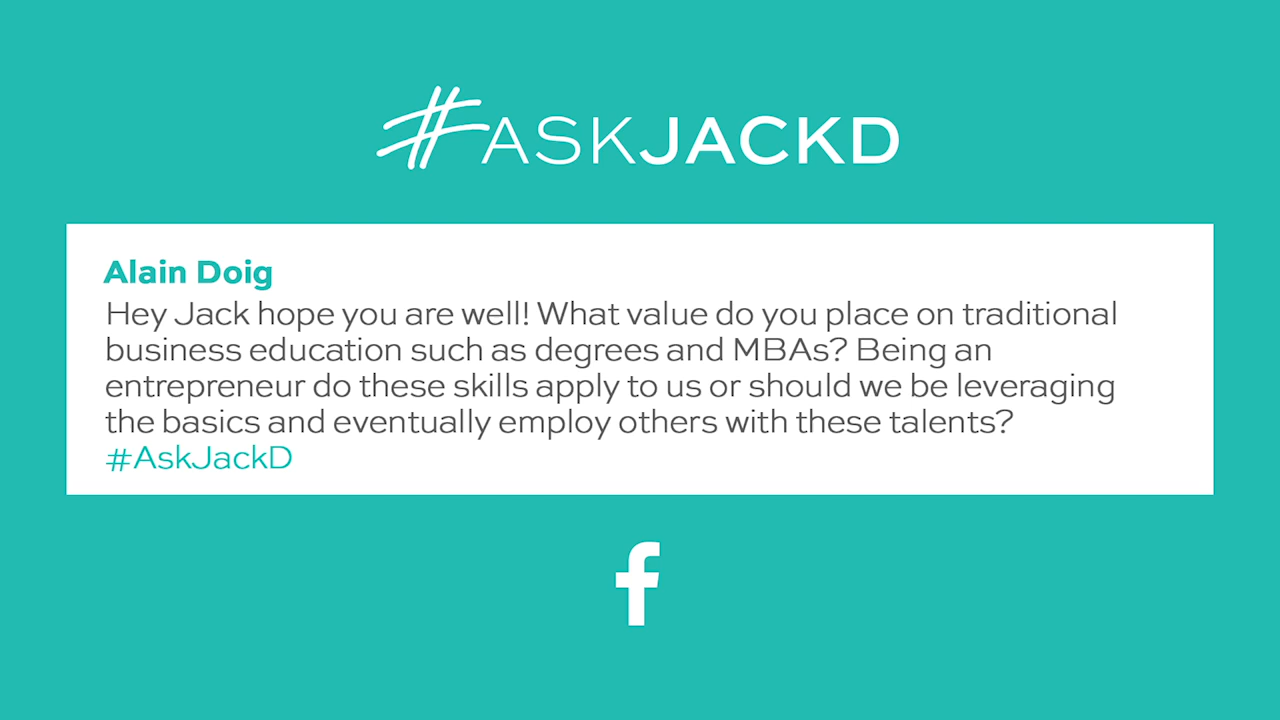 #ASKJACKD
Alain Doig
Hey Jack hope you are well! What value do you place on traditional
business education such as degrees and MBAs? Being an
entrepreneur do these skills apply to us or should we be leveraging
the basics and eventually employ others with these talents?
#AskJackD
f